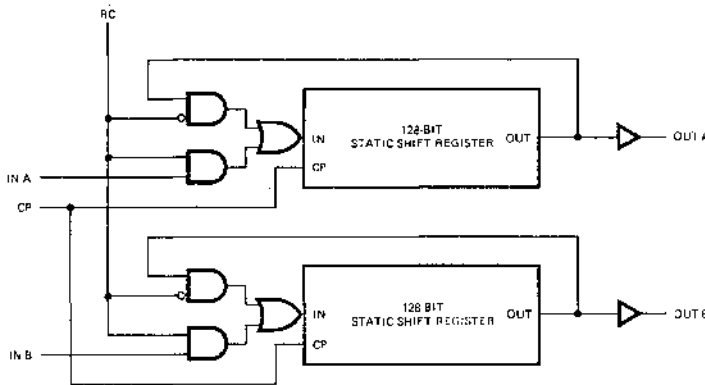 RC
128-BIT
STATIC SHIFT REGISTER
IN
OUT
OUT A
CP
IN A
CP
128 BIT
STATIC SHIFT REGISTER
IN
OUT
OUT B
CP
IN B